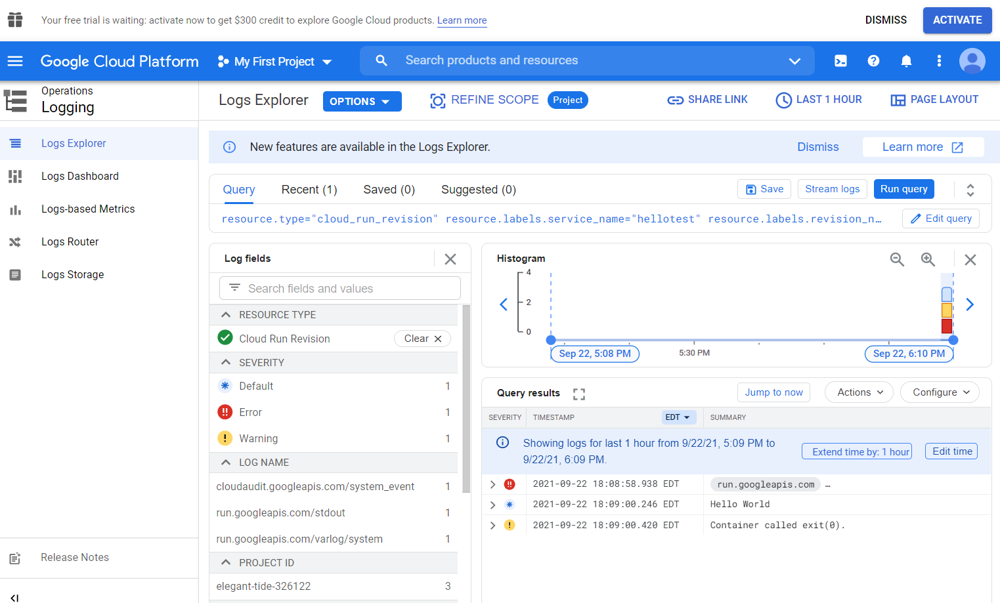 Your free trial is waiting: activate now to get $300 credit to explore Google Cloud products. Learn more
DISMISS
ACTIVATE
Google Cloud Platform
My First Project
Search products and resources
Operations
Logging
Logs Explorer
OPTIONS
REFINE SCOPE
Project
SHARE LINK
LAST 1 HOUR
PAGE LAYOUT
Logs Explorer
Logs Dashboard
Logs-based Metrics
Logs Router
Logs Storage
Release Notes
New features are available in the Logs Explorer.
Dismiss
Learn more
Query
Recent (1)
Saved (0)
Suggested (0)
Save
Stream logs
Run query
resource.type="cloud_run_revision" resource.labels.service_name="hellotest" resource.labels.revision_n…
Edit query
Log fields
Search fields and values
RESOURCE TYPE
Cloud Run Revision
Clear
SEVERITY
Default 1
Error 1
Warning 1
LOG NAME
cloudaudit.googleapis.com/system_event 1
run.googleapis.com/stdout 1
run.googleapis.com/varlog/system 1
PROJECT ID
elegant-tide-326122 3
Histogram
4
2
0
Sep 22, 5:08 PM
5:30 PM
Sep 22, 6:10 PM
Query results
Jump to now
Actions
Configure
SEVERITY
TIMESTAMP
EDT
SUMMARY
Showing logs for last 1 hour from 9/22/21, 5:09 PM to
9/22/21, 6:09 PM.
Extend time by: 1 hour
Edit time
2021-09-22 18:08:58.938 EDT run.googleapis.com …
2021-09-22 18:09:00.246 EDT Hello World
2021-09-22 18:09:00.420 EDT Container called exit(0).